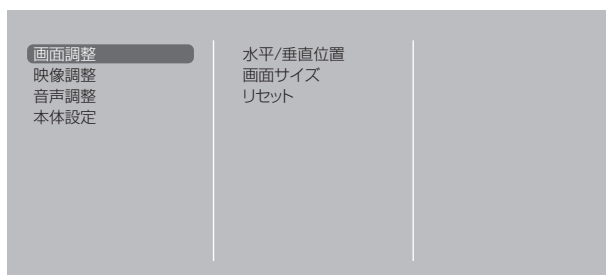 画面調整
映像調整
音声調整
本体設定
水平/垂直位置
画面サイズ
リセット